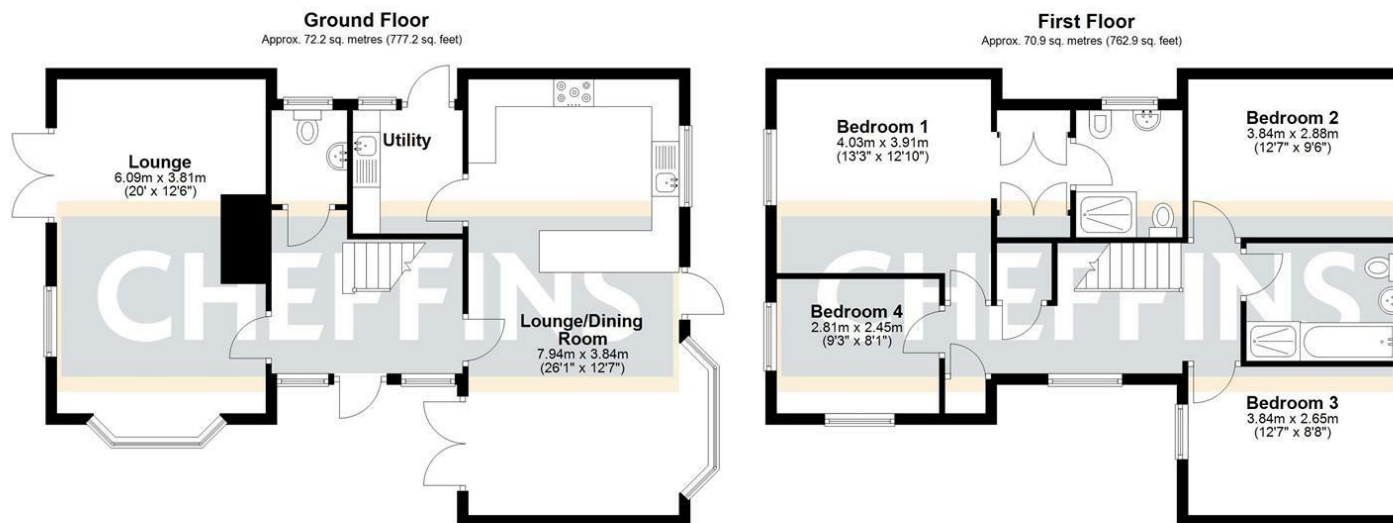 Ground Floor
Approx. 72.2 sq. metres (777.2 sq. feet)
Lounge
6.09m x 3.81m
(20' x 12'6")
Utility
Lounge/Dining
Room
7.94m x 3.84m
(26'1" x 12'7")
First Floor
Approx. 70.9 sq. metres (762.9 sq. feet)
Bedroom 1
4.03m x 3.91m
(13'3" x 12'10")
Bedroom 2
3.84m x 2.88m
(12'7" x 9'6")
Bedroom 4
2.81m x 2.45m
(9'3" x 8'1")
Bedroom 3
3.84m x 2.65m
(12'7" x 8'8")
CHEFFINS
CHEFFINS